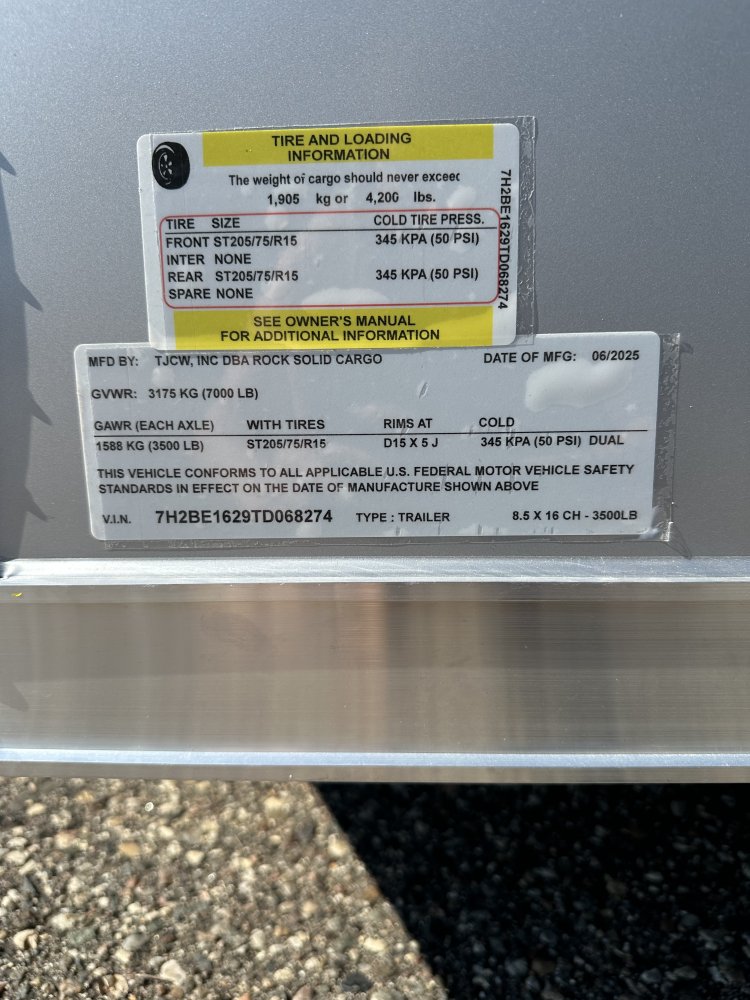 TIRE AND LOADING
INFORMATION
The weight of cargo should never exceed
1,905 kg or 4,200 lbs.
TIRE SIZE COLD TIRE PRESS.
FRONT ST205/75/R15 345 KPA (50 PSI)
INTER NONE
REAR ST205/75/R15 345 KPA (50 PSI)
SPARE NONE
SEE OWNER'S MANUAL
FOR ADDITIONAL INFORMATION
7H2BE1629TD068274
MFD BY: TJCW, INC DBA ROCK SOLID CARGO DATE OF MFG: 06/2025
GVWR: 3175 KG (7000 LB)
GAWR (EACH AXLE) WITH TIRES RIMS AT COLD
1588 KG (3500 LB) ST205/75/R15 D15 X 5 J 345 KPA (50 PSI) DUAL
THIS VEHICLE CONFORMS TO ALL APPLICABLE U.S. FEDERAL MOTOR VEHICLE SAFETY
STANDARDS IN EFFECT ON THE DATE OF MANUFACTURE SHOWN ABOVE
V.I.N. 7H2BE1629TD068274 TYPE : TRAILER 8.5 X 16 CH - 3500LB